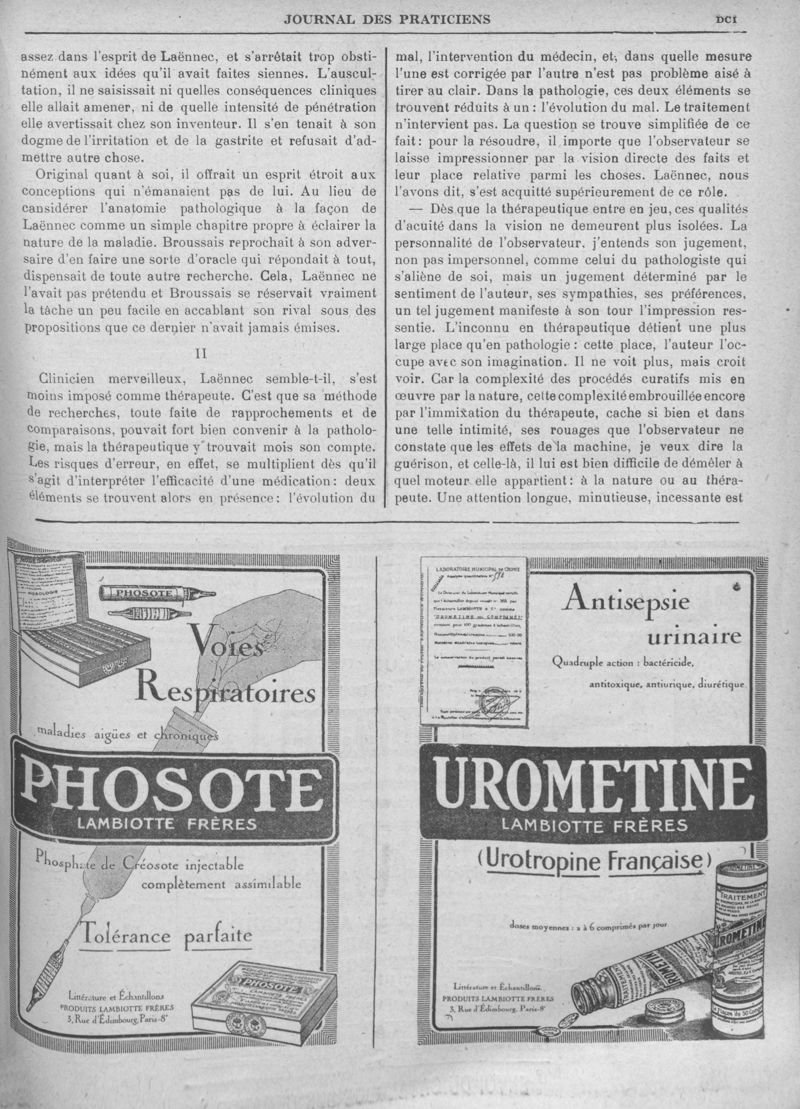 JOURNAL DES PRATICIENS
DCI
assez dans l'esprit de Laënnec, et s'arrêtait trop obsti-
nément aux idées qu'il avait faites siennes. L'auscul-
tation, il ne saisissait ni quelles conséquences cliniques
elle allait amener, ni de quelle intensité de pénétration
elle avertissait chez son inventeur. Il s'en tenait à son
dogme de l'irritation et de la gastrite et refusait d'ad-
mettre autre chose.
Original quant à soi, il offrait un esprit étroit aux
conceptions qui n'émanaient pas de lui. Au lieu de
cansidérer l'anatomie pathologique à la façon de
Laënnec comme un simple chapitre propre à éclairer la
nature de la maladie. Broussais reprochait à son adver-
saire d'en faire une sorte d'oracle qui répondait à tout,
dispensait de toute autre recherche. Cela, Laënnec ne
l'avait pas prétendu et Broussais se réservait vraiment
la tâche un peu facile en accablant son rival sous des
propositions que ce dernier n'avait jamais émises.
II
Clinicien merveilleux, Laënnec semble-t-il, s'est
moins imposé comme thérapeute. C'est que sa méthode
de recherches, toute faite de rapprochements et de
comparaisons, pouvait fort bien convenir à la patholo-
gie, mais la thérapeutique y trouvait mois son compte.
Les risques d'erreur, en effet, se multiplient dès qu'il
s'agit d'interpréter l'efficacité d'une médication : deux
éléments se trouvent alors en présence : l'évolution du
mal, l'intervention du médecin, et, dans quelle mesure
l'une est corrigée par l'autre n'est pas problème aisé à
tirer au clair. Dans la pathologie, ces deux éléments se
trouvent réduits à un : l'évolution du mal. Le traitement
n'intervient pas. La question se trouve simplifiée de ce
fait : pour la résoudre, il importe que l'observateur se
laisse impressionner par la vision directe des faits et
leur place relative parmi les choses. Laënnec, nous
l'avons dit, s'est acquitté supérieurement de ce rôle.
— Dès que la thérapeutique entre en jeu, ces qualités
d'acuité dans la vision ne demeurent plus isolées. La
personnalité de l'observateur, j'entends son jugement,
non pas impersonnel, comme celui du pathologiste qui
s'aliène de soi, mais un jugement déterminé par le
sentiment de l'auteur, ses sympathies, ses préférences,
un tel jugement manifeste à son tour l'impression res-
sentie. L'inconnu en thérapeutique détient une plus
large place qu'en pathologie : cette place, l'auteur l'oc-
cupe avec son imagination. Il ne voit plus, mais croit
voir. Car la complexité des procédés curatifs mis en
œuvre par la nature, cette complexité embrouillée encore
par l'immixtion du thérapeute, cache si bien et dans
une telle intimité, ses rouages que l'observateur ne
constate que les effets de la machine, je veux dire la
guérison, et celle-là, il lui est bien difficile de démêler à
quel moteur elle appartient : à la nature ou au théra-
peute. Une attention longue, minutieuse, incessante est
PHOSOTE
Voies
Respiratoires
maladies aigües et chroniques
PHOSOTE
LAMBIOTTE FRÈRES
Phosphate de Créosote injectable
complètement assimilable
Tolérance parfaite
Littérature et Échantillons
PRODUITS LAMBIOTTE FRÈRES
3, Rue d'Édimbourg, Paris-8e
PHOSOTE
LABORATOIRE MUNICIPAL DE CHIMIE
Antisepsie
urinaire
Quadruple action : bactéricide,
antitoxique, antiurique, diurétique
UROMETINE
LAMBIOTTE FRÈRES
(Urotropine Française)
doses moyennes : 2 à 6 comprimés par jour
Littérature et Échantillons.
PRODUITS LAMBIOTTE FRERES
3, Rue d'Édimbourg, Paris-8e
UROMETINE
TRAITEMENT
UROMETINE
UROMETINE